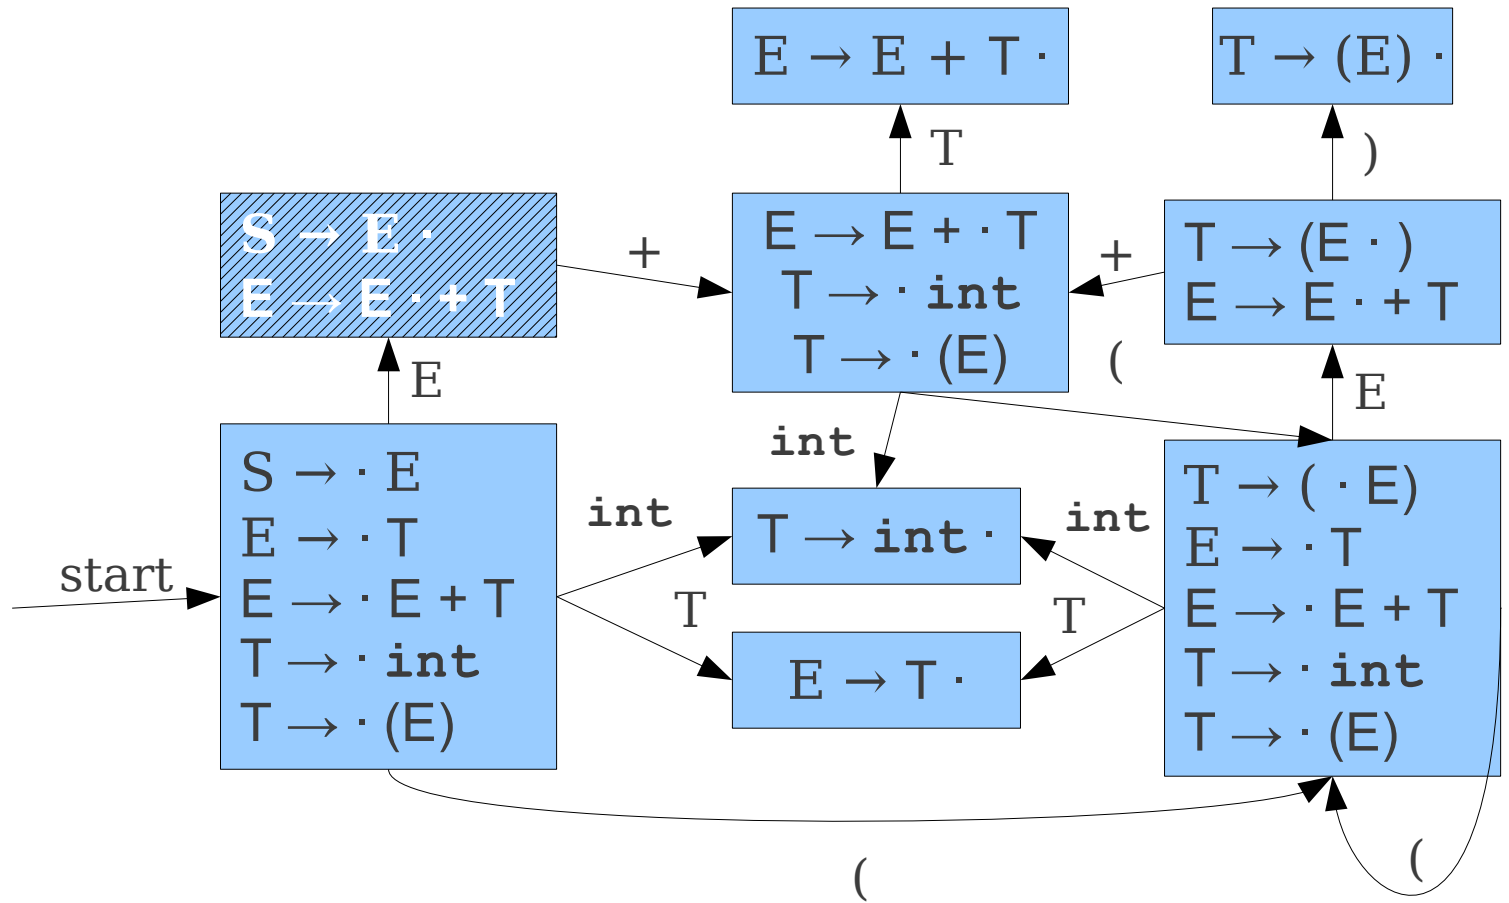 E → E + T ·
T → (E) ·
T
)
S → E ·
E → E · + T
+
E → E + · T
T → · int
T → · (E)
+
T → (E · )
E → E · + T
E
(
E
int
S → · E
E → · T
E → · E + T
T → · int
T → · (E)
start
int
T → int ·
int
T
E → T ·
T
T → ( · E)
E → · T
E → · E + T
T → · int
T → · (E)
(
(